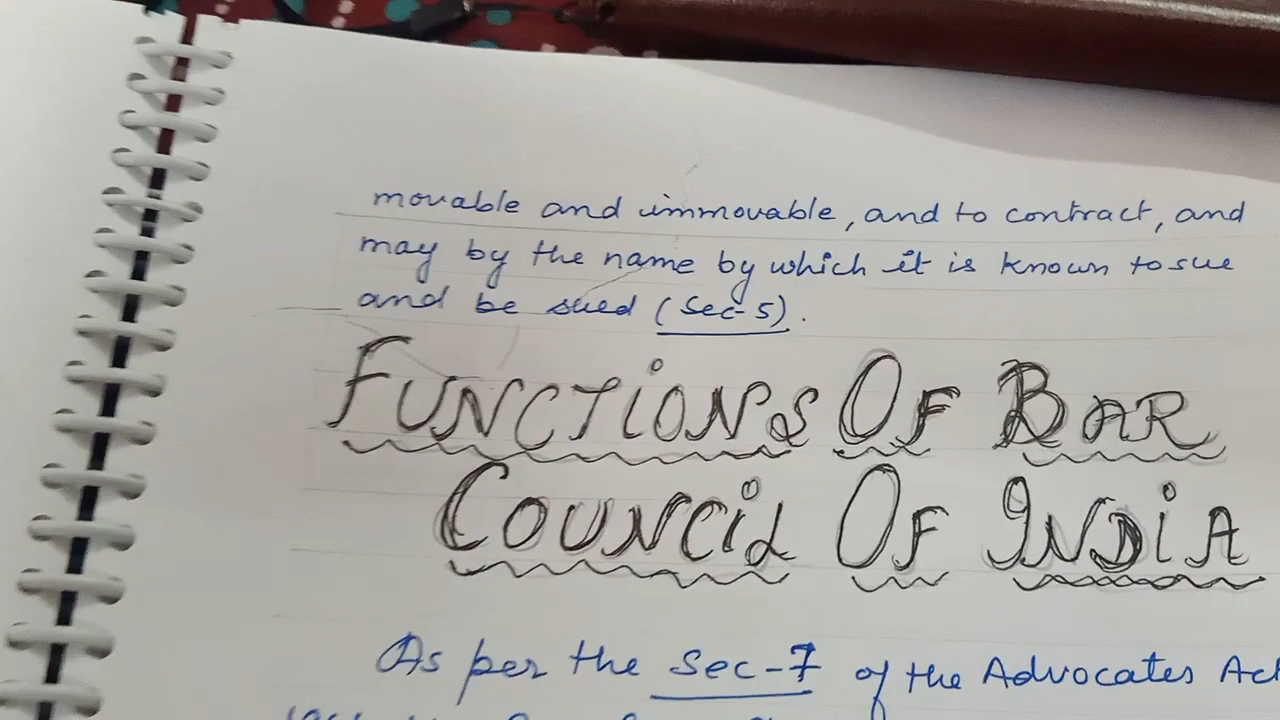 movable and immovable, and to contract, and
may by the name by which it is known to sue
and be sued (Sec-5).
FUNCTIONS OF BAR
COUNCIL OF INDIA
As per the Sec-7 of the Advocates Act